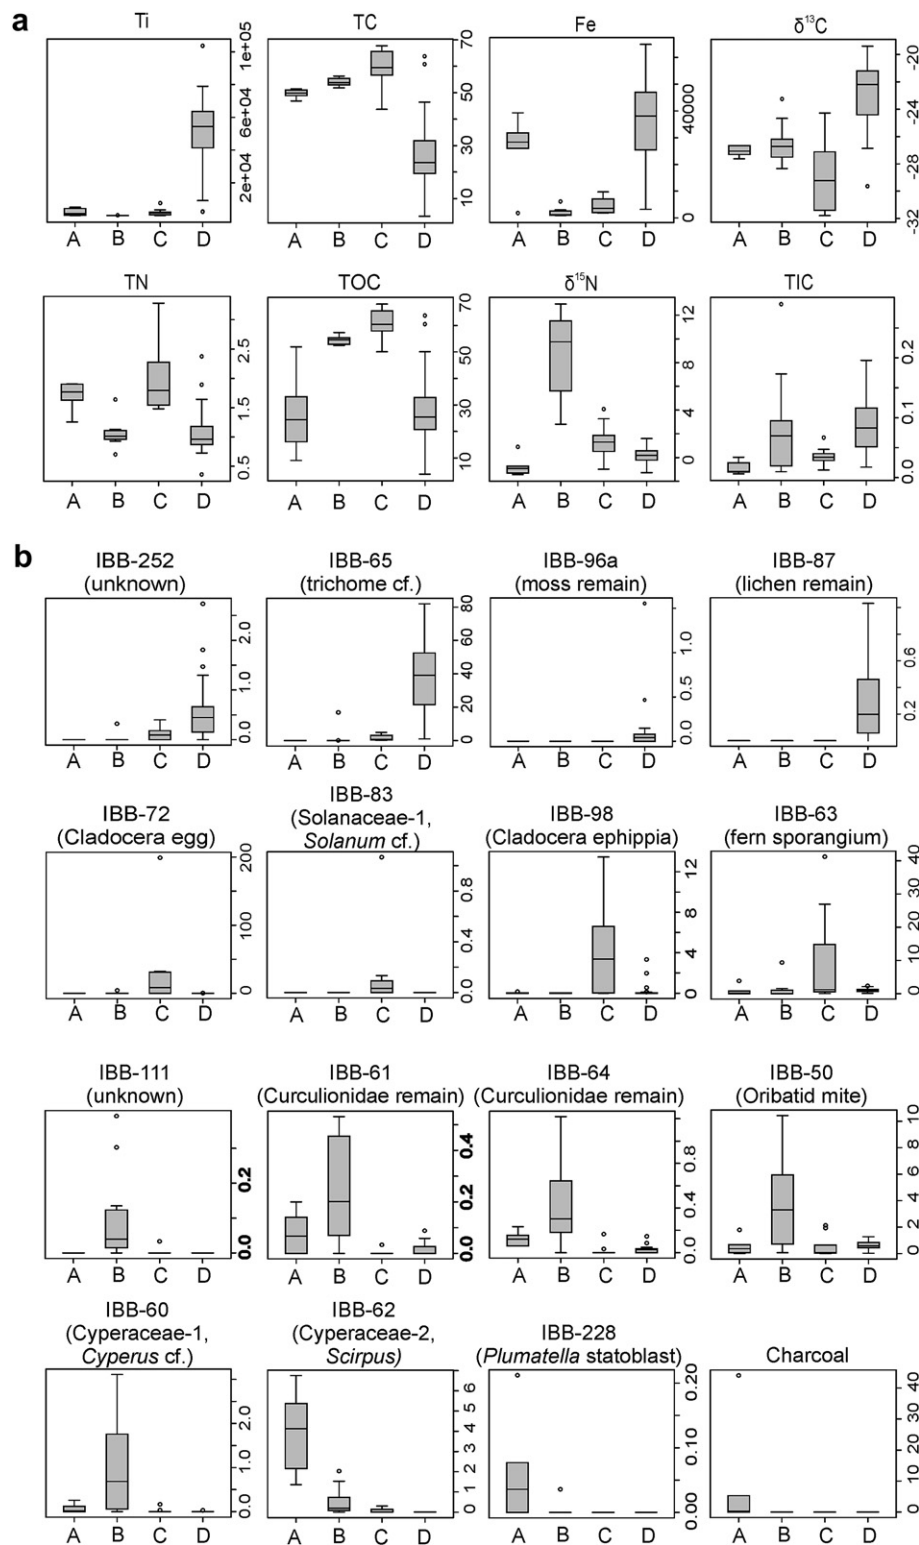 a
Ti
1e+05
6e+04
2e+04
A B C D
TC
70
50
30
10
A B C D
Fe
40000
0
A B C D
δ¹³C
-20
-24
-28
-32
A B C D
TN
2.5
1.5
0.5
A B C D
TOC
70
50
30
10
A B C D
δ¹⁵N
12
8
4
0
A B C D
TIC
0.2
0.1
0.0
A B C D
b
IBB-252
(unknown)
2.0
1.0
0.0
A B C D
IBB-65
(trichome cf.)
80
60
40
20
0
A B C D
IBB-96a
(moss remain)
1.0
0.5
0.0
A B C D
IBB-87
(lichen remain)
0.6
0.2
A B C D
IBB-72
(Cladocera egg)
200
100
0
A B C D
IBB-83
(Solanaceae-1,
Solanum cf.)
0.8
0.4
0.0
A B C D
IBB-98
(Cladocera ephippia)
12
8
4
0
A B C D
IBB-63
(fern sporangium)
40
30
20
10
0
A B C D
IBB-111
(unknown)
0.2
0.0
A B C D
IBB-61
(Curculionidae remain)
0.4
0.2
0.0
A B C D
IBB-64
(Curculionidae remain)
0.8
0.4
0.0
A B C D
IBB-50
(Oribatid mite)
10
8
6
4
2
0
A B C D
IBB-60
(Cyperaceae-1,
Cyperus cf.)
2.0
1.0
0.0
A B C D
IBB-62
(Cyperaceae-2,
Scirpus)
6
5
4
3
2
1
0
A B C D
IBB-228
(Plumatella statoblast)
0.20
0.10
0.00
A B C D
Charcoal
40
30
20
10
0
A B C D